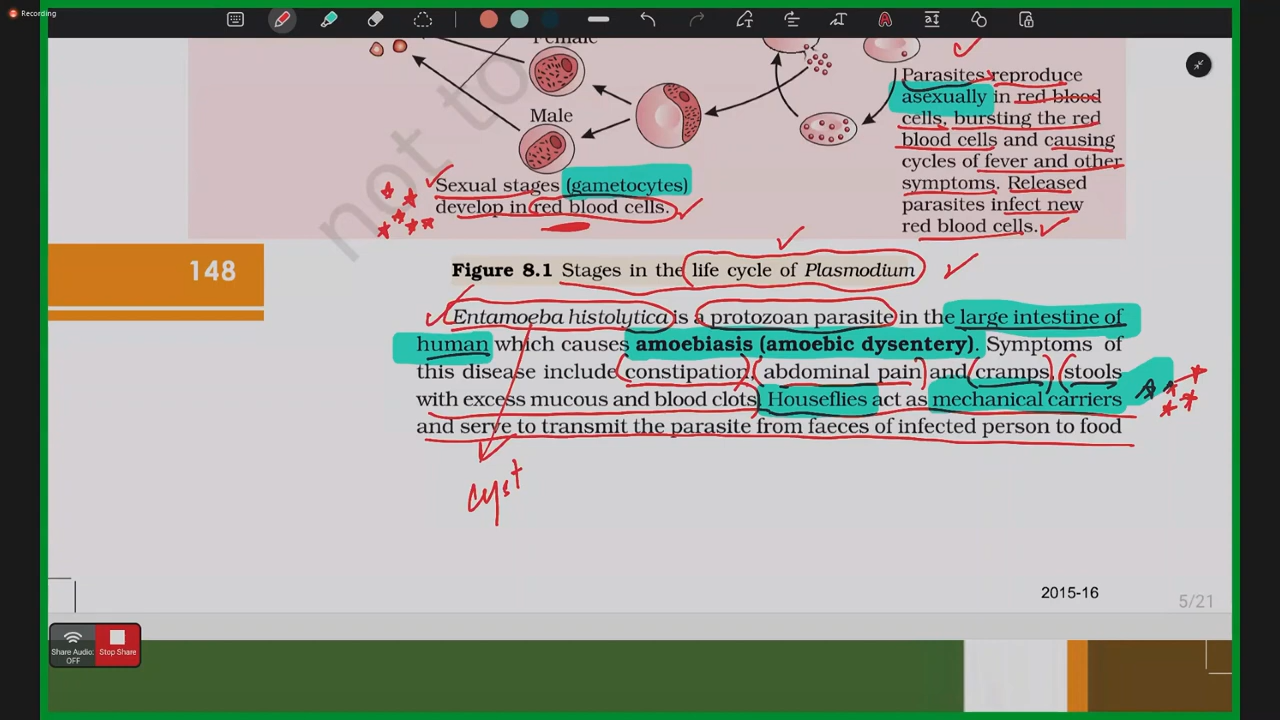 Recording
Female
Male
Parasites reproduce
asexually in red blood
cells, bursting the red
blood cells and causing
cycles of fever and other
symptoms. Released
parasites infect new
red blood cells.
Sexual stages (gametocytes)
develop in red blood cells.
not to
148
Figure 8.1 Stages in the life cycle of Plasmodium
Entamoeba histolytica is a protozoan parasite in the large intestine of
human which causes amoebiasis (amoebic dysentery). Symptoms of
this disease include constipation, abdominal pain and cramps, stools
with excess mucous and blood clots. Houseflies act as mechanical carriers
and serve to transmit the parasite from faeces of infected person to food
cyst
2015-16
5/21
Share Audio: OFF
Stop Share